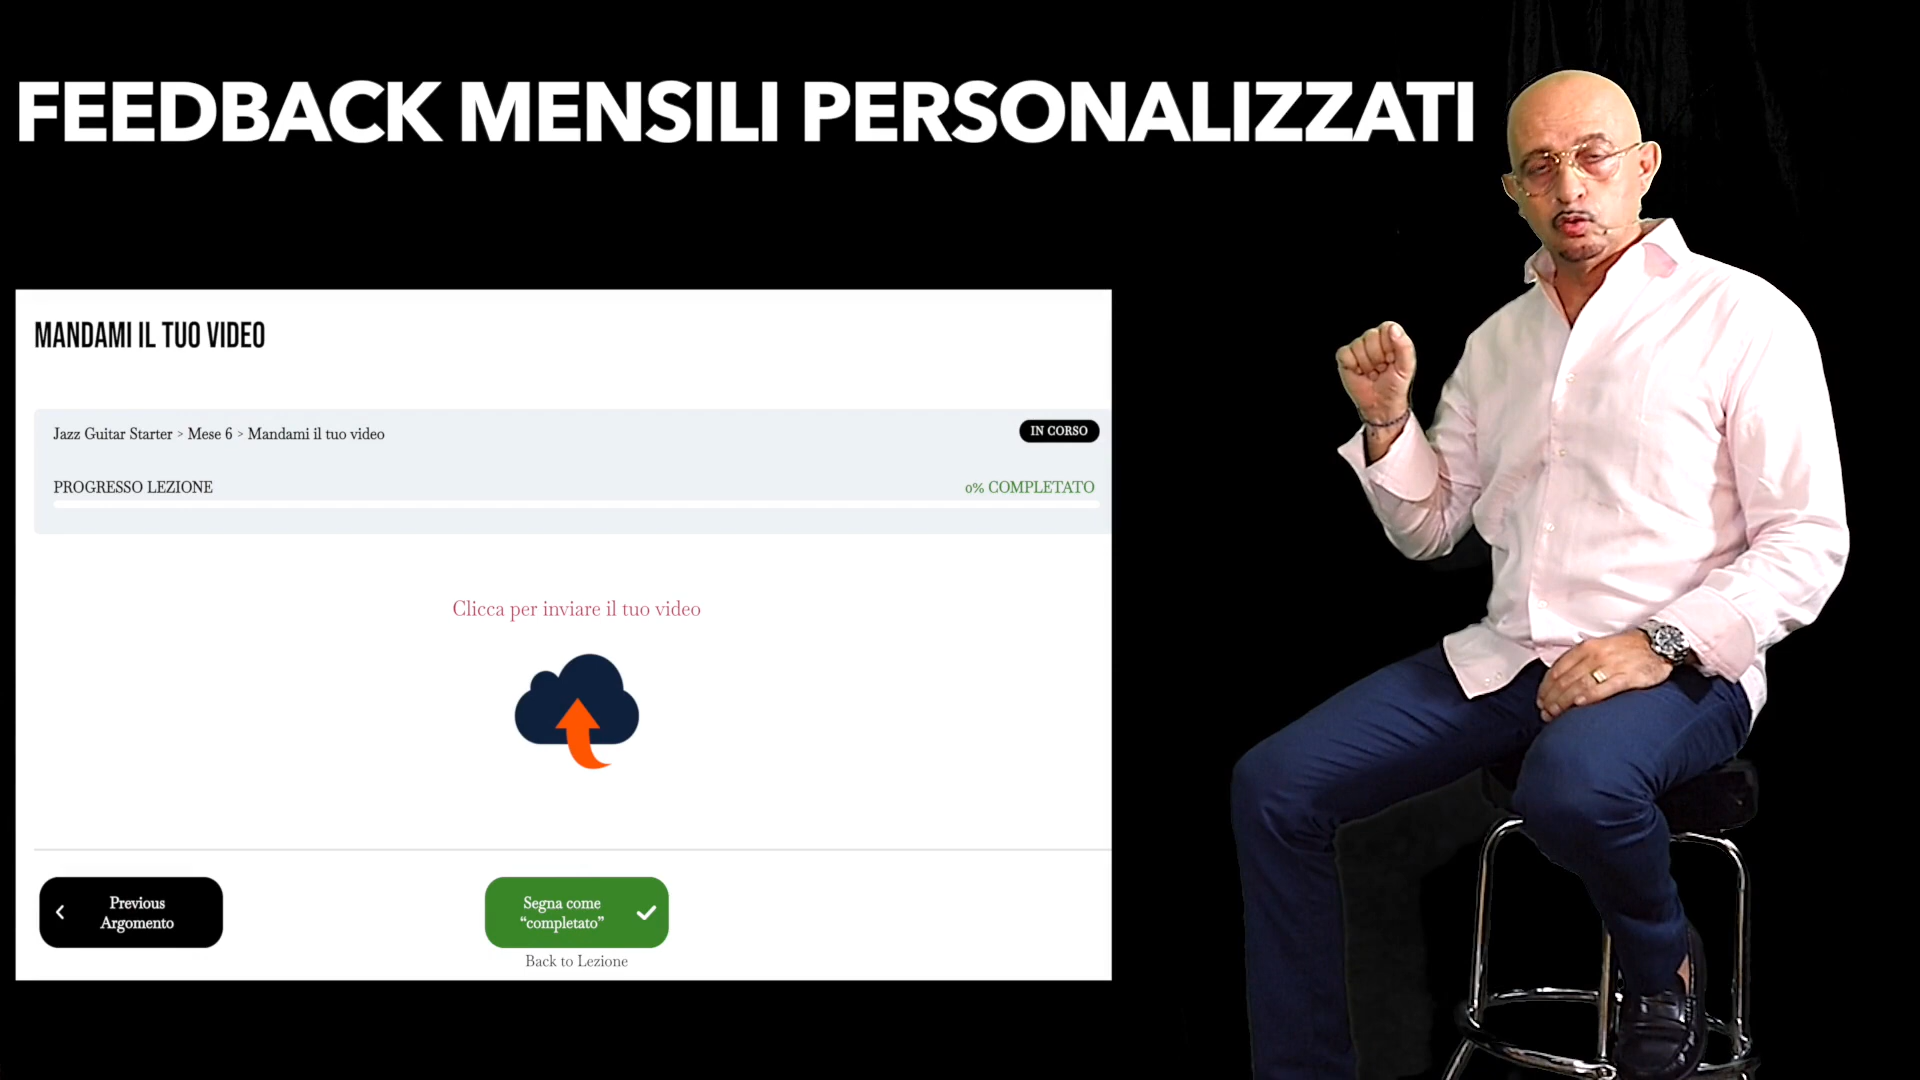 FEEDBACK MENSILI PERSONALIZZATI
MANDAMI IL TUO VIDEO
Jazz Guitar Starter > Mese 6 > Mandami il tuo video
IN CORSO
PROGRESSO LEZIONE
0% COMPLETATO
Clicca per inviare il tuo video
Previous
Argomento
Segna come
“completato”
Back to Lezione